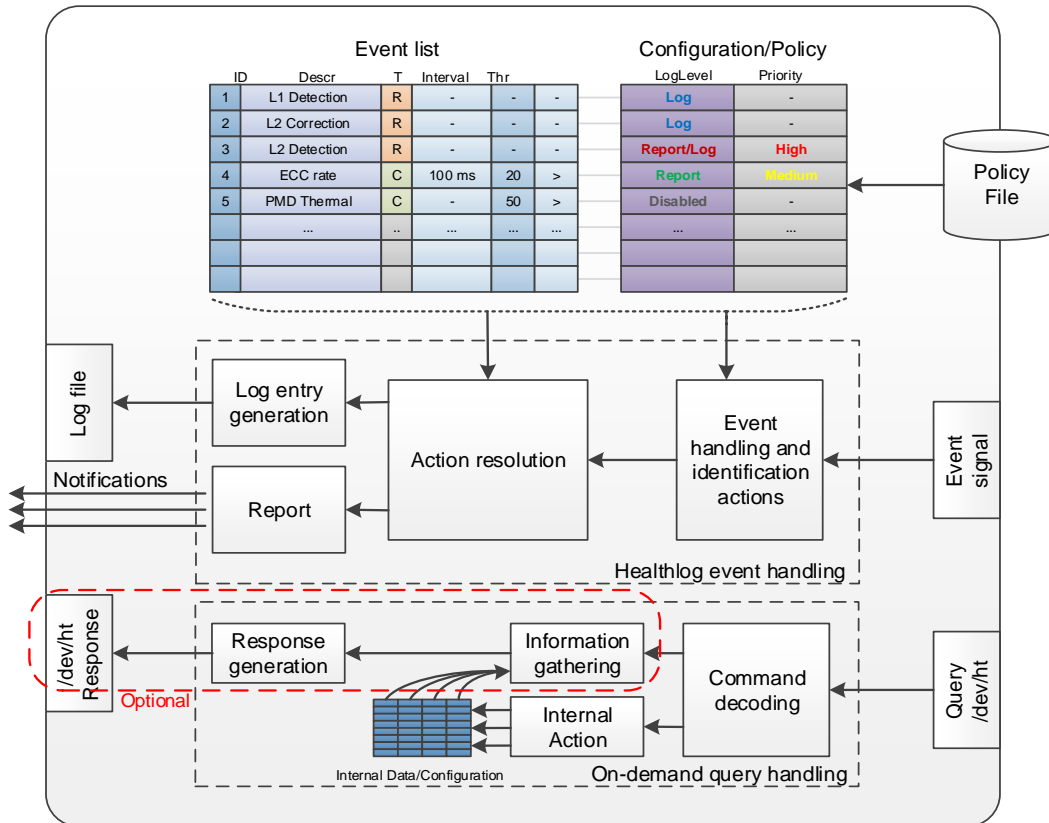 Event list
Configuration/Policy
ID Descr T Interval Thr
LogLevel Priority
1 L1 Detection R - - - Log -
2 L2 Correction R - - - Log -
3 L2 Detection R - - - Report/Log High
4 ECC rate C 100 ms 20 > Report Medium
5 PMD Thermal C - 50 > Disabled -
... .. ... ... ... ... ...
Policy
File
Log file
Log entry
generation
Action resolution
Event
handling and
identification
actions
Event
signal
Notifications
Report
Healthlog event handling
/dev/ht
Response
Response
generation
Information
gathering
Command
decoding
Query
/dev/ht
Optional
Internal
Action
Internal Data/Configuration
On-demand query handling